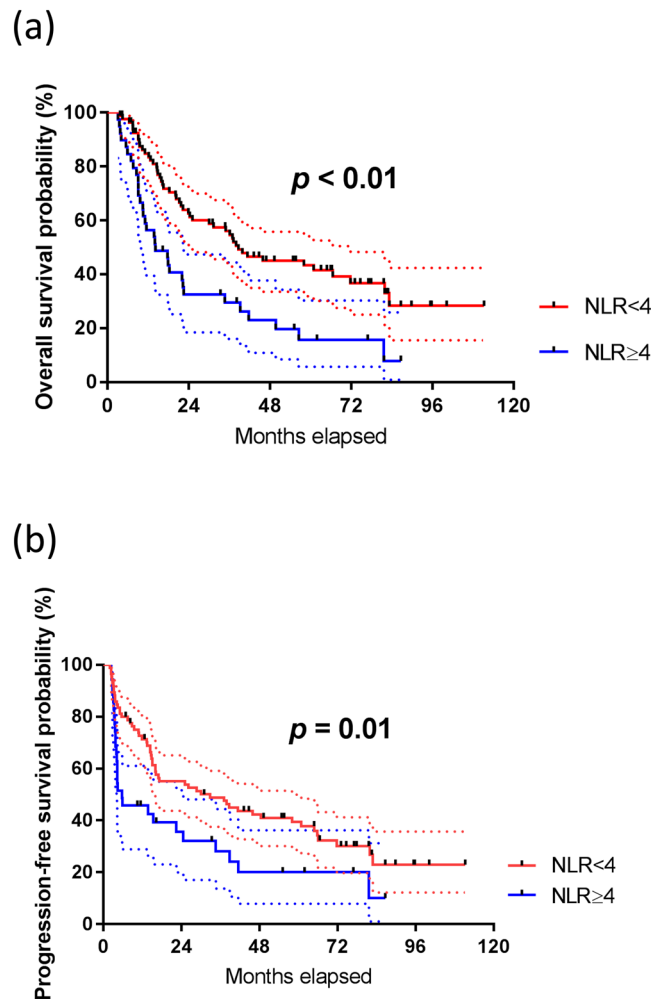 (a)
Overall survival probability (%)
100
80
60
40
20
0
p < 0.01
0 24 48 72 96 120
Months elapsed
NLR<4
NLR≥4
(b)
Progression-free survival probability (%)
100
80
60
40
20
0
p = 0.01
0 24 48 72 96 120
Months elapsed
NLR<4
NLR≥4